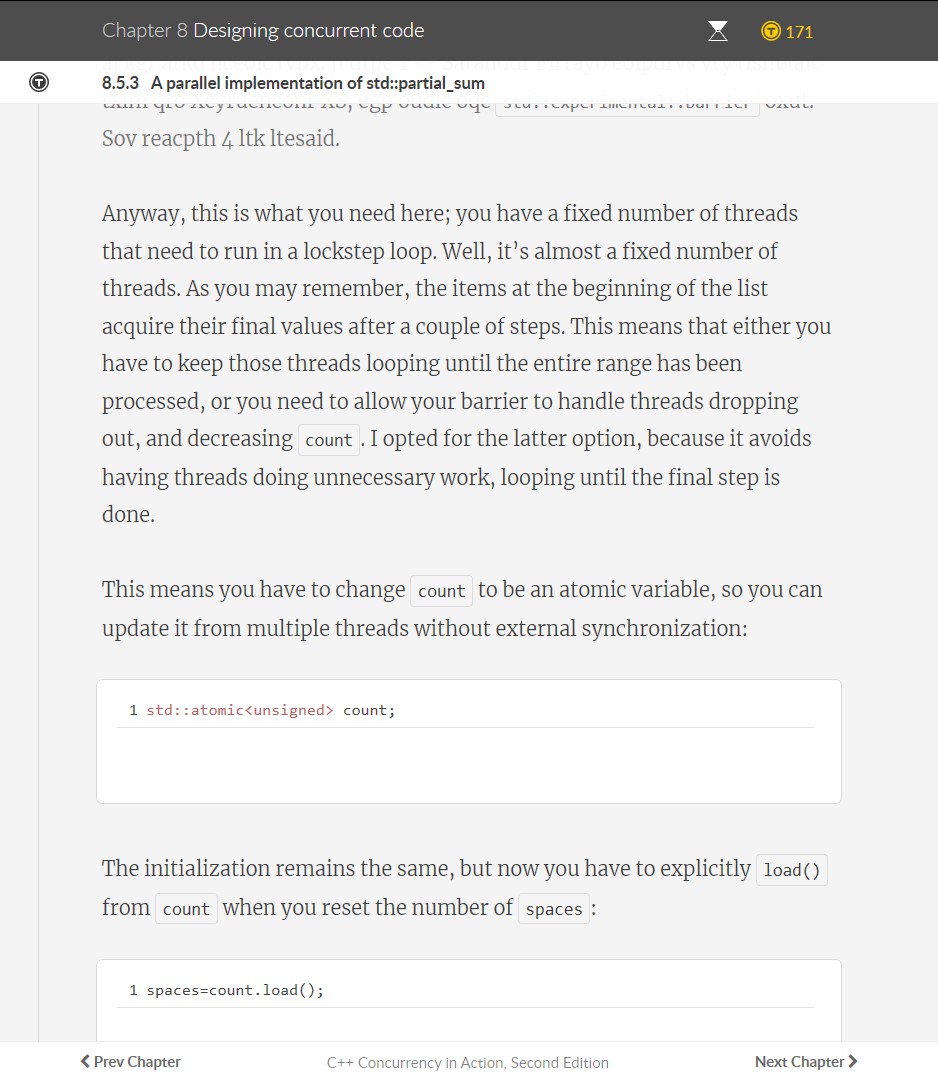 Chapter 8 Designing concurrent code
171
8.5.3 A parallel implementation of std::partial_sum
Sov reacpth 4 ltk ltesaid.
Anyway, this is what you need here; you have a fixed number of threads
that need to run in a lockstep loop. Well, it’s almost a fixed number of
threads. As you may remember, the items at the beginning of the list
acquire their final values after a couple of steps. This means that either you
have to keep those threads looping until the entire range has been
processed, or you need to allow your barrier to handle threads dropping
out, and decreasing count. I opted for the latter option, because it avoids
having threads doing unnecessary work, looping until the final step is
done.
This means you have to change count to be an atomic variable, so you can
update it from multiple threads without external synchronization:
1 std::atomic<unsigned> count;
The initialization remains the same, but now you have to explicitly load()
from count when you reset the number of spaces:
1 spaces=count.load();
Prev Chapter
C++ Concurrency in Action, Second Edition
Next Chapter